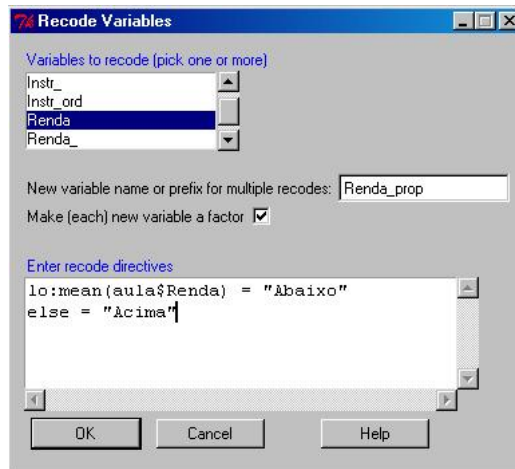 Recode Variables
Variables to recode (pick one or more)
Instr_
Instr_ord
Renda
Renda_
New variable name or prefix for multiple recodes: Renda_prop
Make (each) new variable a factor
Enter recode directives
lo:mean(aula$Renda) = "Abaixo"
else = "Acima"
OK Cancel Help